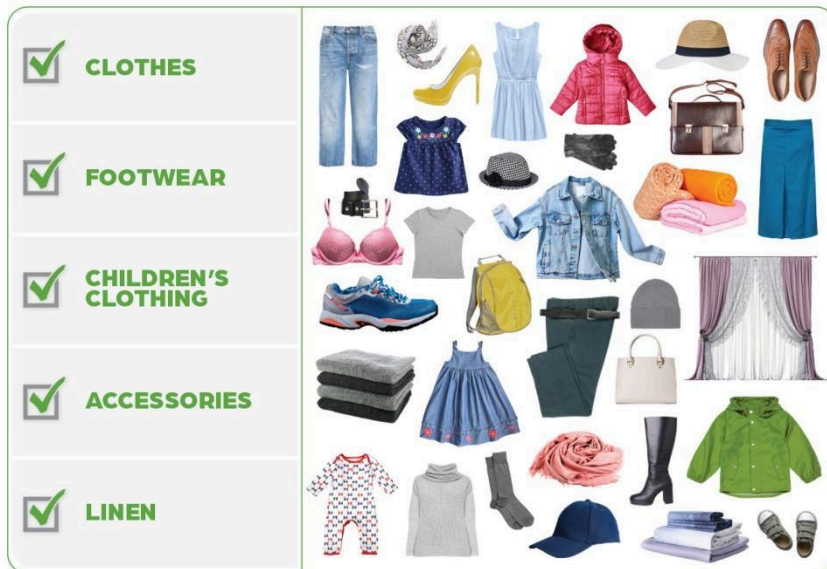 CLOTHES
FOOTWEAR
CHILDREN'S
CLOTHING
ACCESSORIES
LINEN